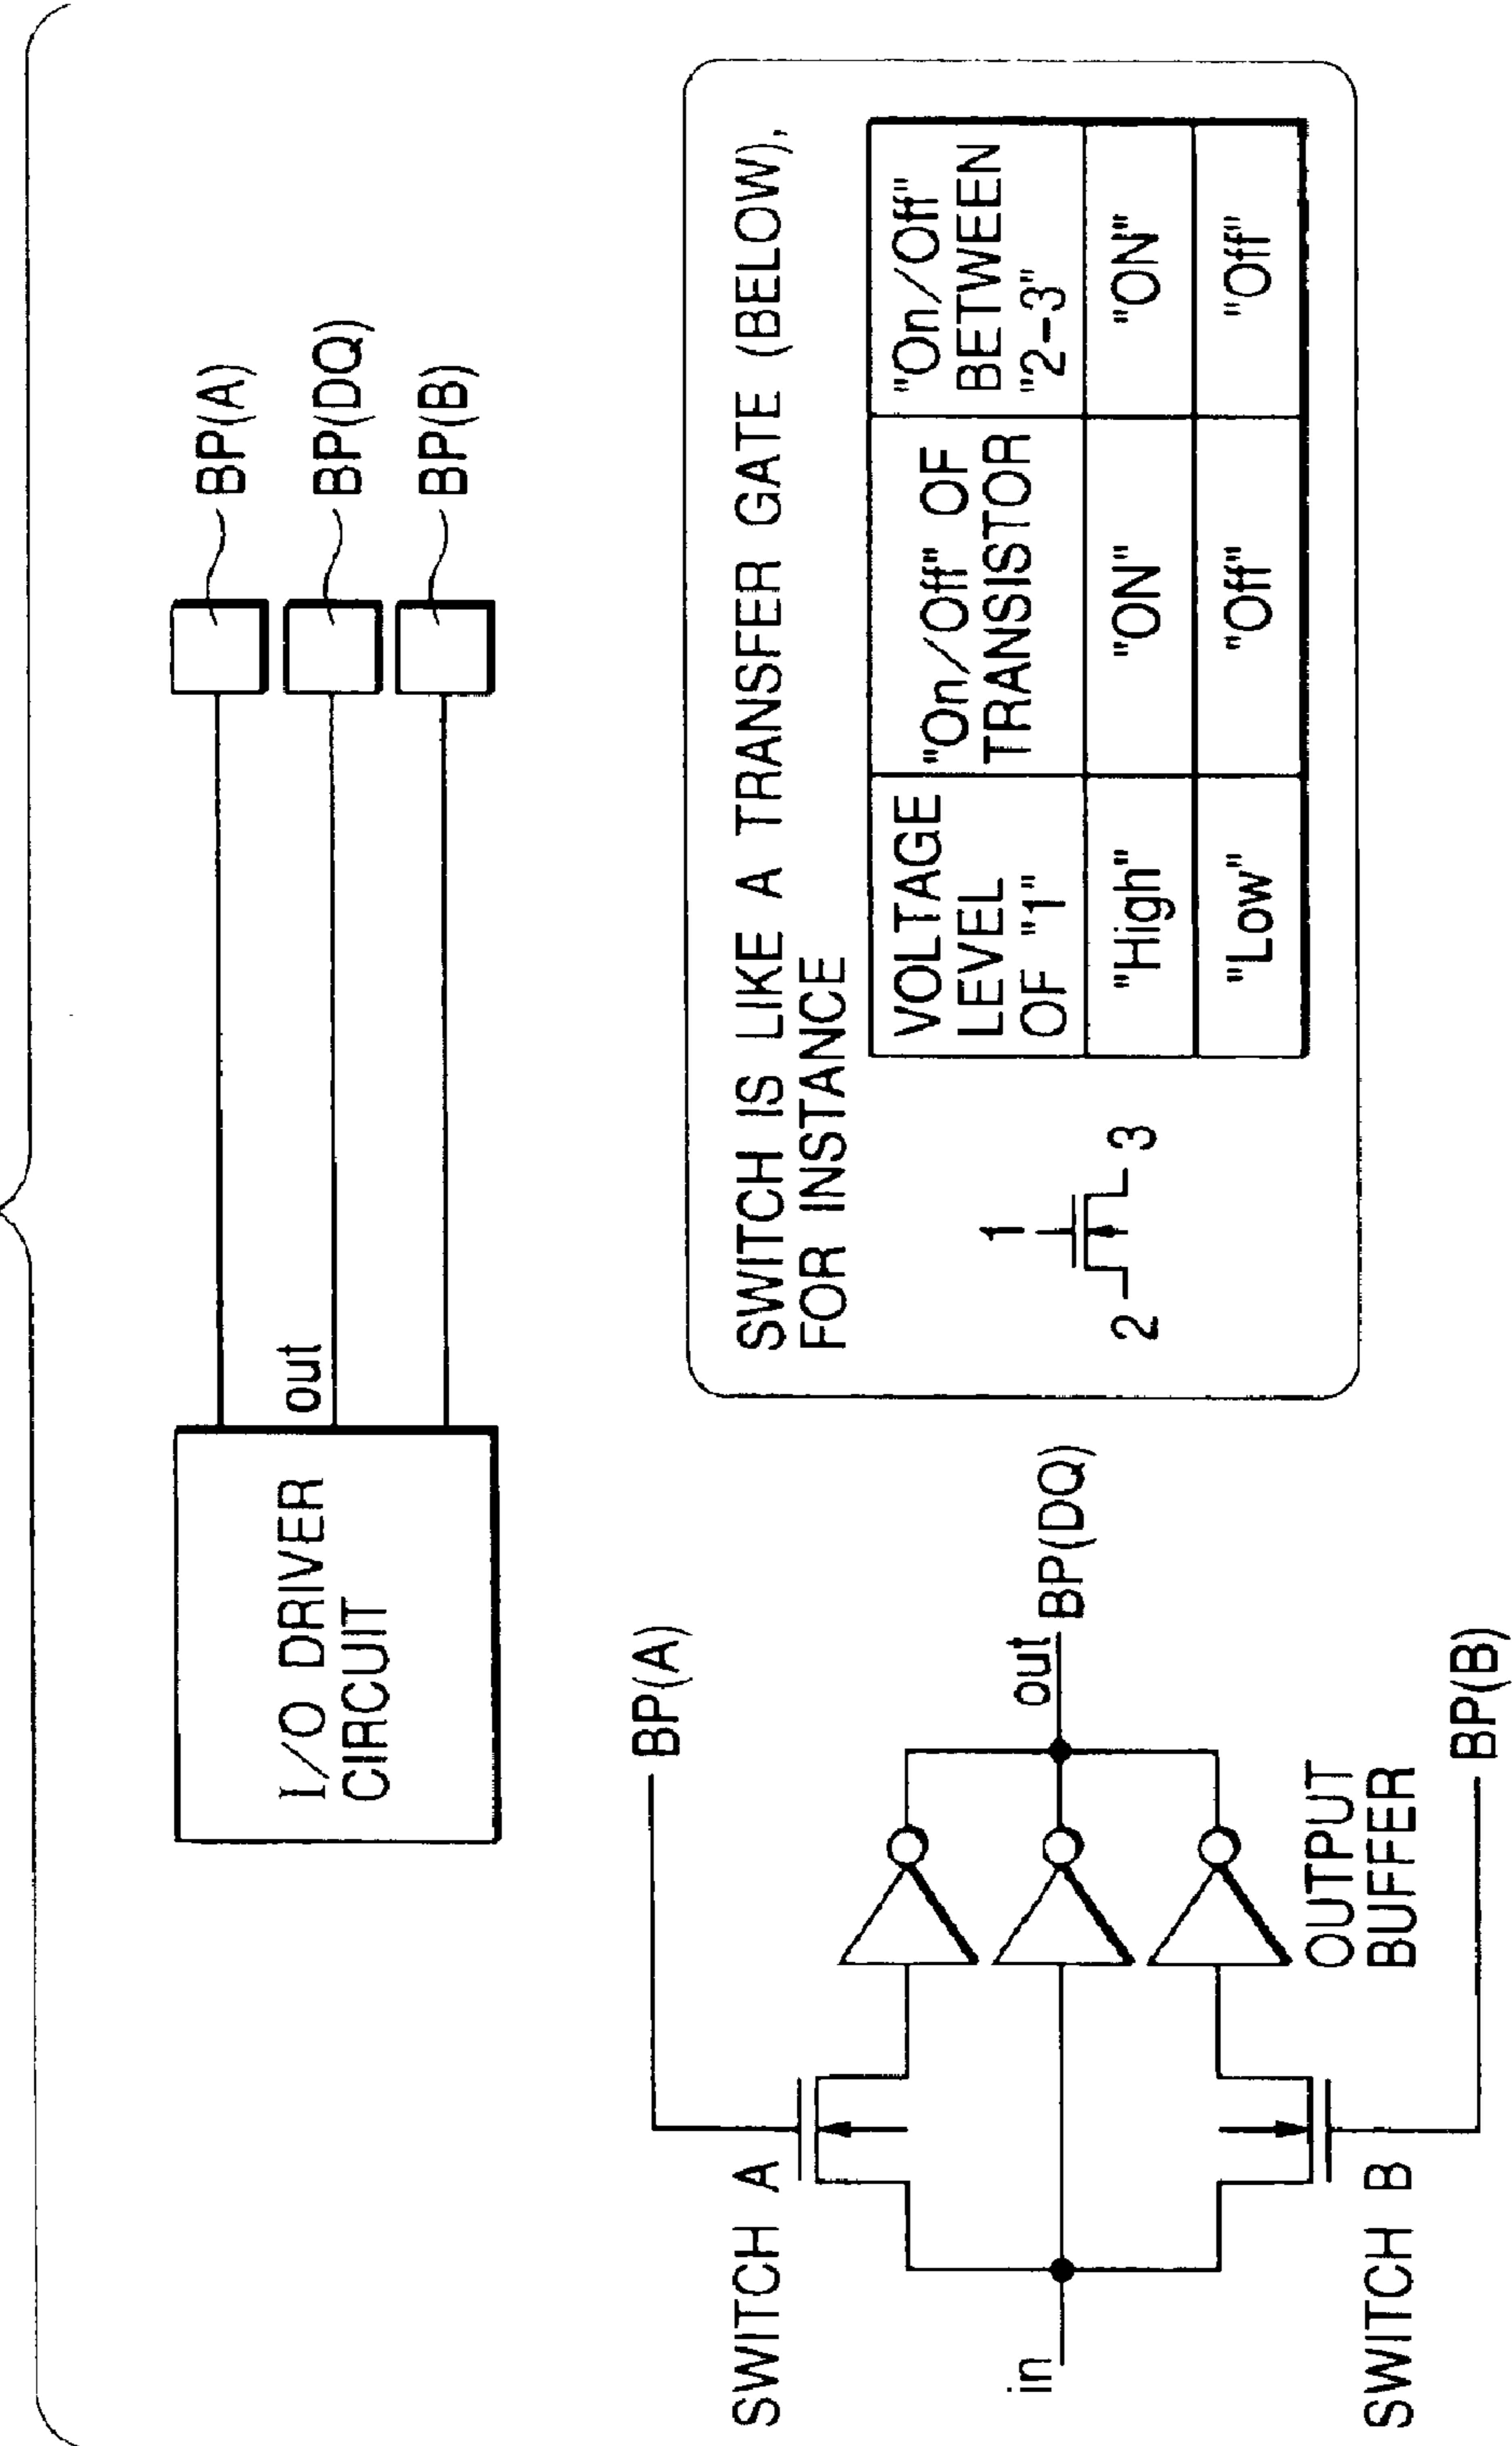 I/O DRIVER
CIRCUIT
out
BP(A)
BP(DQ)
BP(B)
SWITCH A
BP(A)
in
out
BP(DQ)
OUTPUT
BUFFER
SWITCH B
BP(B)
SWITCH IS LIKE A TRANSFER GATE (BELOW),
FOR INSTANCE
1
2
3
VOLTAGE
LEVEL
OF "1"
"On/Off" OF
TRANSISTOR
"On/Off"
BETWEEN
"2-3"
"High"
"ON"
"ON"
"Low"
"Off"
"Off"